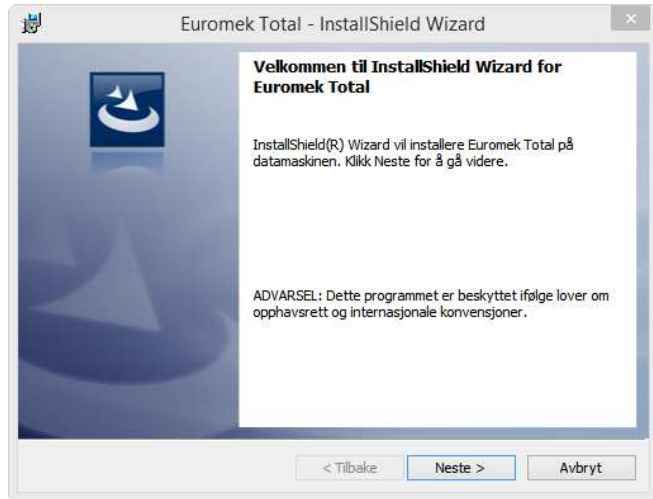 Euromek Total - InstallShield Wizard
Velkommen til InstallShield Wizard for
Euromek Total
InstallShield(R) Wizard vil installere Euromek Total på
datamaskinen. Klikk Neste for å gå videre.
ADVARSEL: Dette programmet er beskyttet ifølge lover om
opphavsrett og internasjonale konvensjoner.
< Tilbake
Neste >
Avbryt